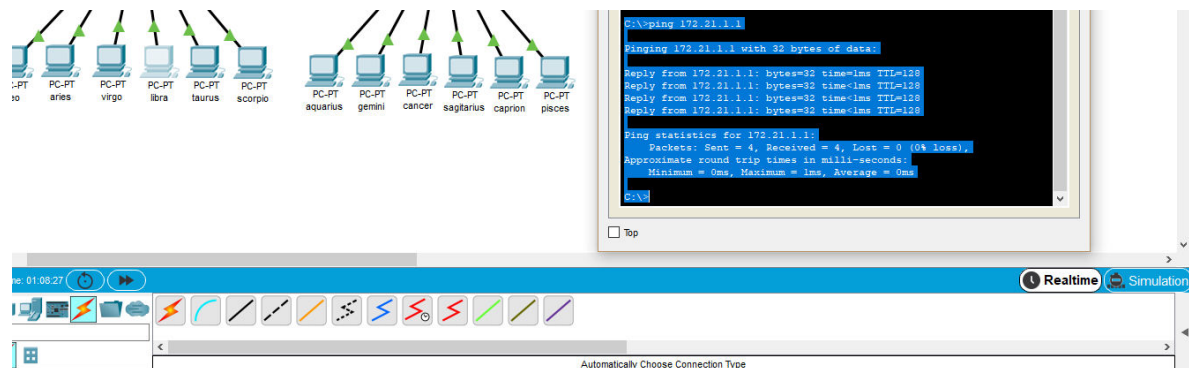 C:\>ping 172.21.1.1
Pinging 172.21.1.1 with 32 bytes of data:
Reply from 172.21.1.1: bytes=32 time=1ms TTL=128
Reply from 172.21.1.1: bytes=32 time<1ms TTL=128
Reply from 172.21.1.1: bytes=32 time<1ms TTL=128
Reply from 172.21.1.1: bytes=32 time<1ms TTL=128
Ping statistics for 172.21.1.1:
Packets: Sent = 4, Received = 4, Lost = 0 (0% loss),
Approximate round trip times in milli-seconds:
Minimum = 0ms, Maximum = 1ms, Average = 0ms
C:\>
Top
PC-PT PC-PT PC-PT PC-PT PC-PT
aries virgo libra taurus scorpio
PC-PT PC-PT PC-PT PC-PT PC-PT PC-PT
aquarius gemini cancer sagitarius caprion pisces
01:08:27
Realtime
Simulation
Automatically Choose Connection Type